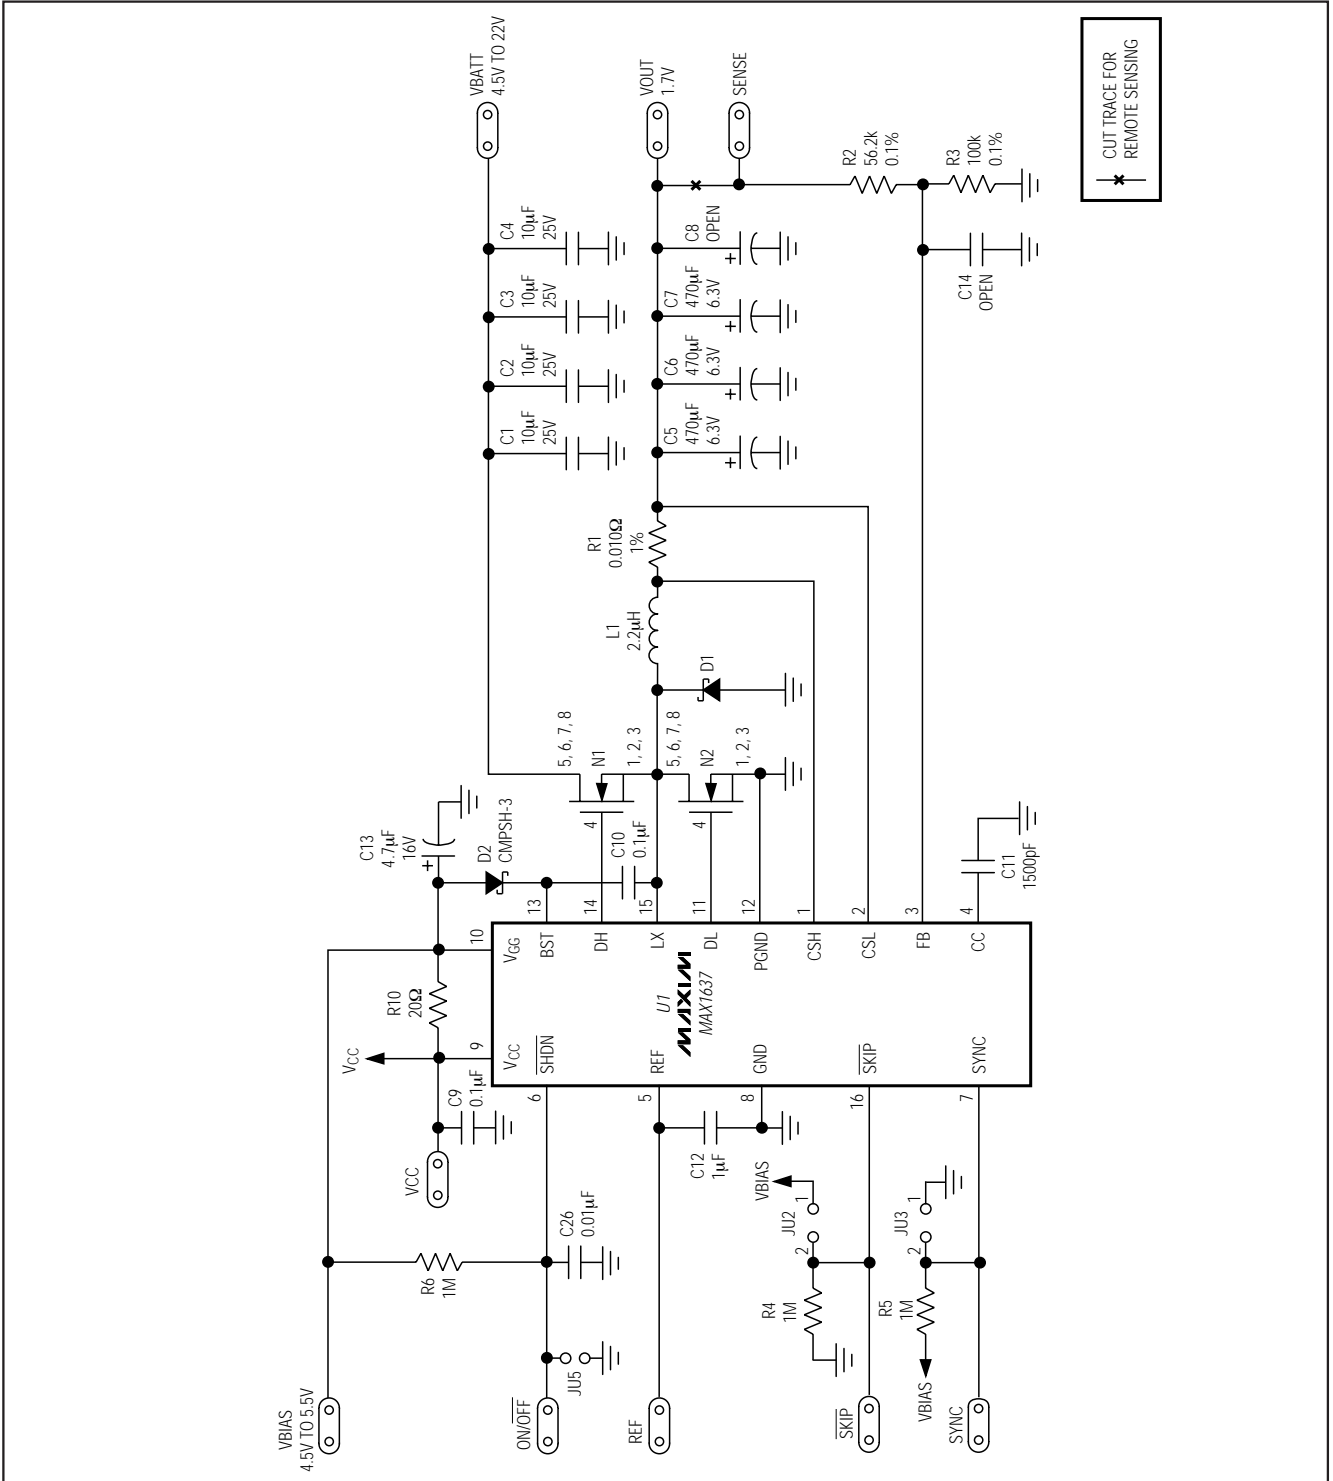 VBIAS
4.5V TO 5.5V
ON/OFF
REF
SKIP
SYNC
R6
1M
JU5
C26
0.01µF
VCC
C9
0.1µF
VCC
R10
20Ω
C13
4.7µF
16V
D2
CMPSH-3
C12
1µF
VBIAS
JU2
1
2
R4
1M
JU3
1
2
R5
1M
VBIAS
9
10
6
5
8
16
7
VCC
VGG
SHDN
REF
GND
SKIP
SYNC
U1
MAXIM
MAX1637
BST
DH
LX
DL
PGND
CSH
CSL
FB
CC
13
14
15
11
12
1
2
3
4
C10
0.1µF
C11
1500pF
4
N1
5, 6, 7, 8
1, 2, 3
4
N2
5, 6, 7, 8
1, 2, 3
D1
L1
2.2µH
R1
0.010Ω
1%
C1
10µF
25V
C2
10µF
25V
C3
10µF
25V
C4
10µF
25V
C5
470µF
6.3V
C6
470µF
6.3V
C7
470µF
6.3V
C8
OPEN
VBATT
4.5V TO 22V
VOUT
1.7V
SENSE
R2
56.2k
0.1%
R3
100k
0.1%
C14
OPEN
CUT TRACE FOR
REMOTE SENSING